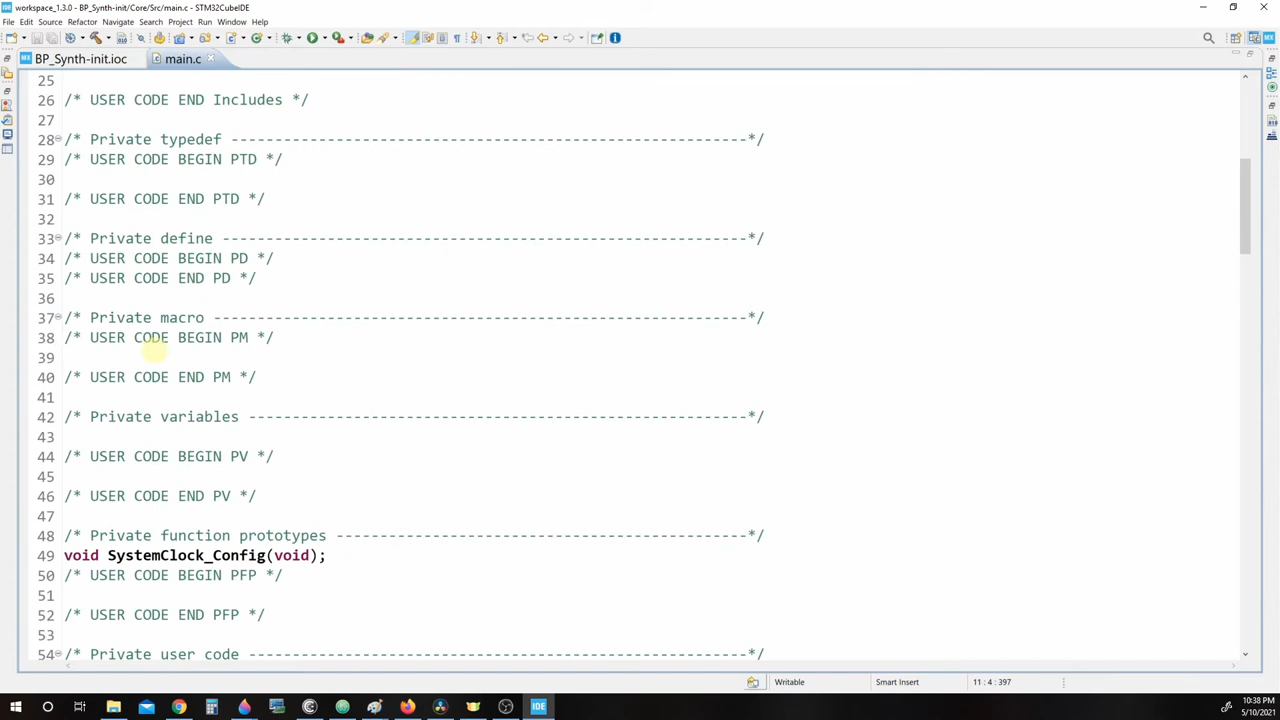 workspace_1.3.0 - BP_Synth-init/Core/Src/main.c - STM32CubeIDE
File Edit Source Refactor Navigate Search Project Run Window Help
BP_Synth-init.ioc
main.c
25
26 /* USER CODE END Includes */
27
28 /* Private typedef -----------------------------------------------------------*/
29 /* USER CODE BEGIN PTD */
30
31 /* USER CODE END PTD */
32
33 /* Private define ------------------------------------------------------------*/
34 /* USER CODE BEGIN PD */
35 /* USER CODE END PD */
36
37 /* Private macro -------------------------------------------------------------*/
38 /* USER CODE BEGIN PM */
39
40 /* USER CODE END PM */
41
42 /* Private variables ---------------------------------------------------------*/
43
44 /* USER CODE BEGIN PV */
45
46 /* USER CODE END PV */
47
48 /* Private function prototypes -----------------------------------------------*/
49 void SystemClock_Config(void);
50 /* USER CODE BEGIN PFP */
51
52 /* USER CODE END PFP */
53
54 /* Private user code ---------------------------------------------------------*/
Writable Smart Insert 11 : 4 : 397
IDE
10:38 PM
5/10/2021